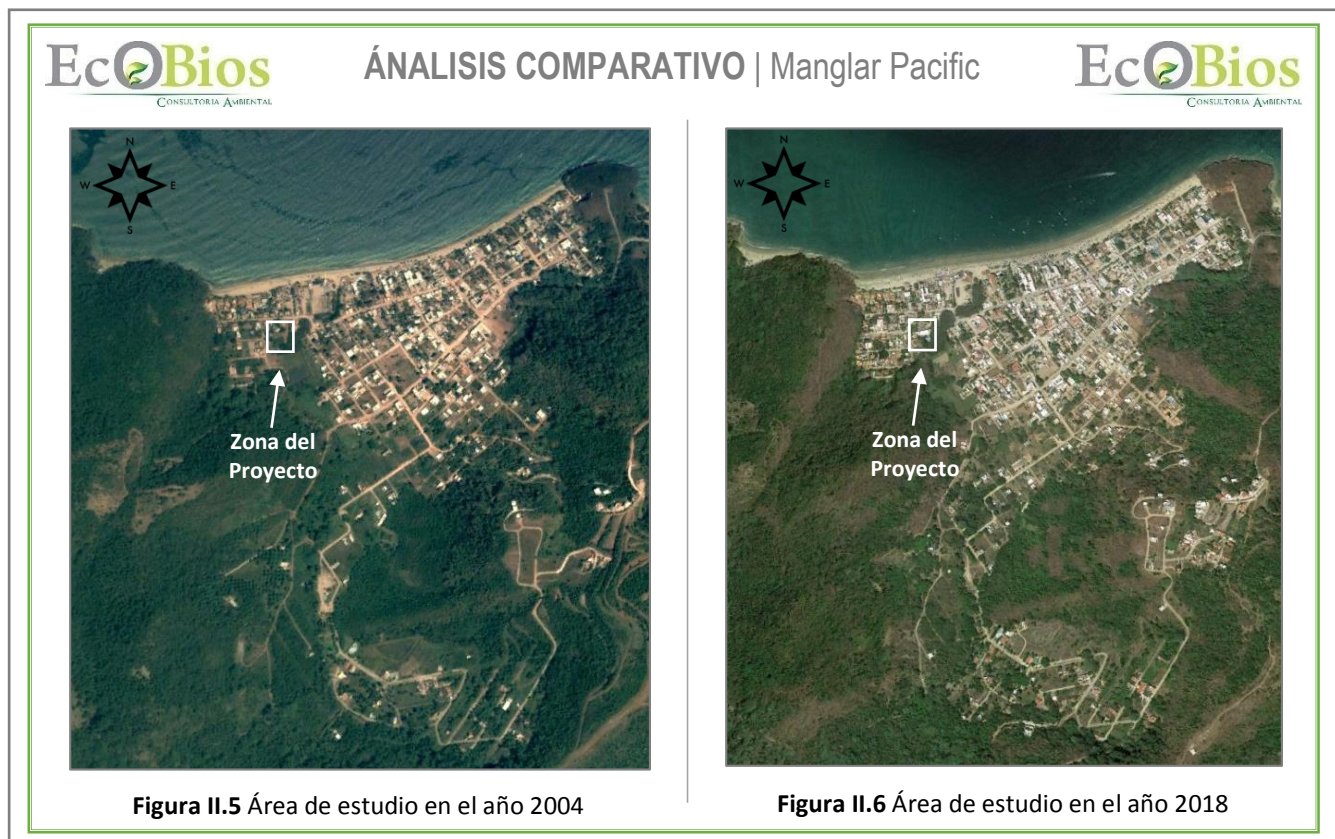 EcOBios
CONSULTORIA AMBIENTAL
ÁNALISIS COMPARATIVO | Manglar Pacific
EcOBios
CONSULTORIA AMBIENTAL
N
W E
S
Zona del
Proyecto
N
W E
S
Zona del
Proyecto
Figura II.5 Área de estudio en el año 2004
Figura II.6 Área de estudio en el año 2018